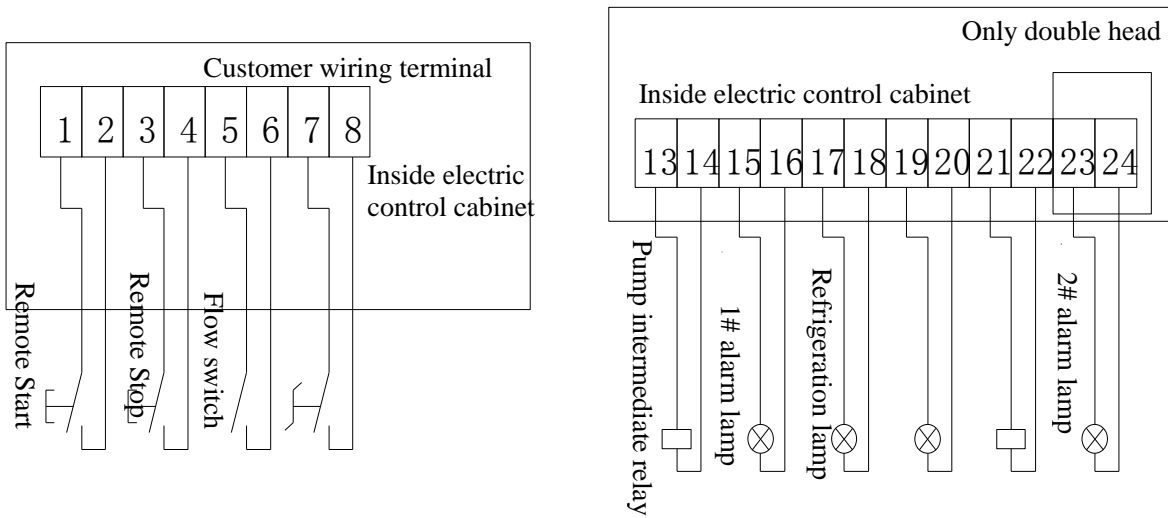 Customer wiring terminal
1 2 3 4 5 6 7 8
Inside electric
control cabinet
Remote Start
Remote Stop
Flow switch
Only double head
Inside electric control cabinet
13 14 15 16 17 18 19 20 21 22 23 24
Pump intermediate relay
1# alarm lamp
Refrigeration lamp
2# alarm lamp